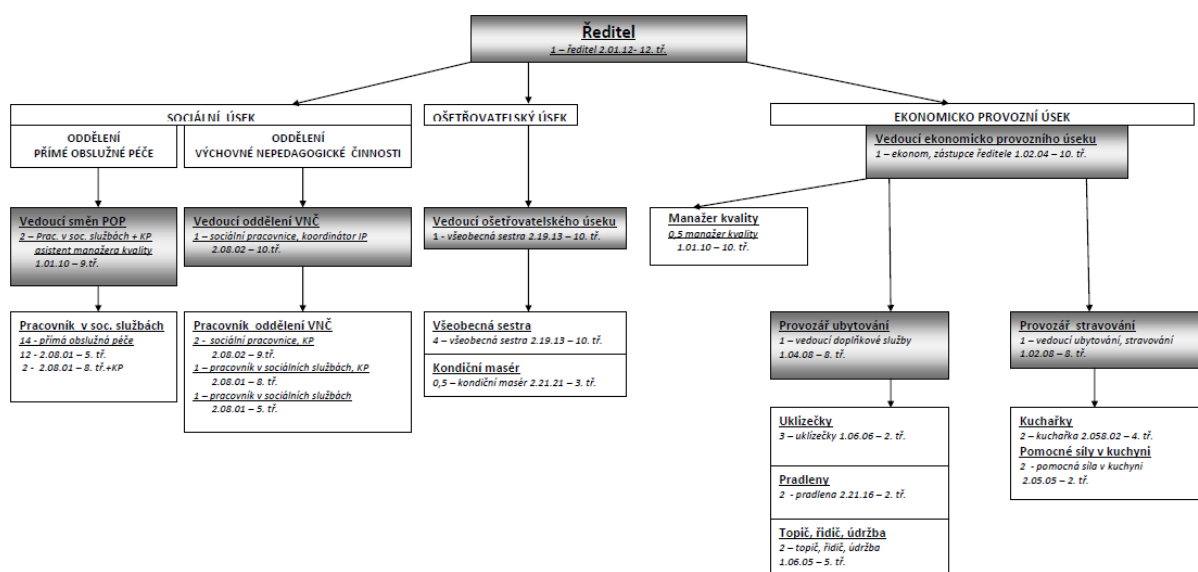 Ředitel
1 – ředitel 2.01.12- 12. tř.
SOCIÁLNÍ ÚSEK
ODDĚLENÍ
PŘÍMÉ OBSLUŽNÉ PÉČE
ODDĚLENÍ
VÝCHOVNÉ NEPEDAGOGICKÉ ČINNOSTI
Vedoucí směn POP
2 – Prac. v soc. službách + KP
asistent manažera kvality
1.01.10 – 9.tř.
Vedoucí oddělení VNČ
1 – sociální pracovnice, koordinátor IP
2.08.02 – 10.tř.
Pracovník v soc. službách
14 - přímá obslužná péče
12 - 2.08.01 – 5. tř.
2 - 2.08.01 – 8. tř.+KP
Pracovník oddělení VNČ
2 - sociální pracovnice, KP
2.08.02 – 9.tř.
1 – pracovník v sociálních službách, KP
2.08.01 – 8. tř.
1 – pracovník v sociálních službách
2.08.01 – 5. tř.
OŠETŘOVATELSKÝ ÚSEK
Vedoucí ošetřovatelského úseku
1 - všeobecná sestra 2.19.13 – 10. tř.
Všeobecná sestra
4 – všeobecná sestra 2.19.13 – 10. tř.
Kondiční masér
0,5 – kondiční masér 2.21.21 – 3. tř.
EKONOMICKO PROVOZNÍ ÚSEK
Vedoucí ekonomicko provozního úseku
1 – ekonom, zástupce ředitele 1.02.04 – 10. tř.
Manažer kvality
0,5 manažer kvality
1.01.10 – 10. tř.
Provozář ubytování
1 – vedoucí doplňkové služby
1.04.08 – 8. tř.
Uklízečky
3 – uklízečky 1.06.06 – 2. tř.
Pradleny
2 - pradlena 2.21.16 – 2. tř.
Topič, řidič, údržba
2 – topič, řidič, údržba
1.06.05 – 5. tř.
Provozář stravování
1 – vedoucí ubytování, stravování
1.02.08 – 8. tř.
Kuchařky
2 – kuchařka 2.058.02 – 4. tř.
Pomocné síly v kuchyni
2 - pomocná síla v kuchyni
2.05.05 – 2. tř.